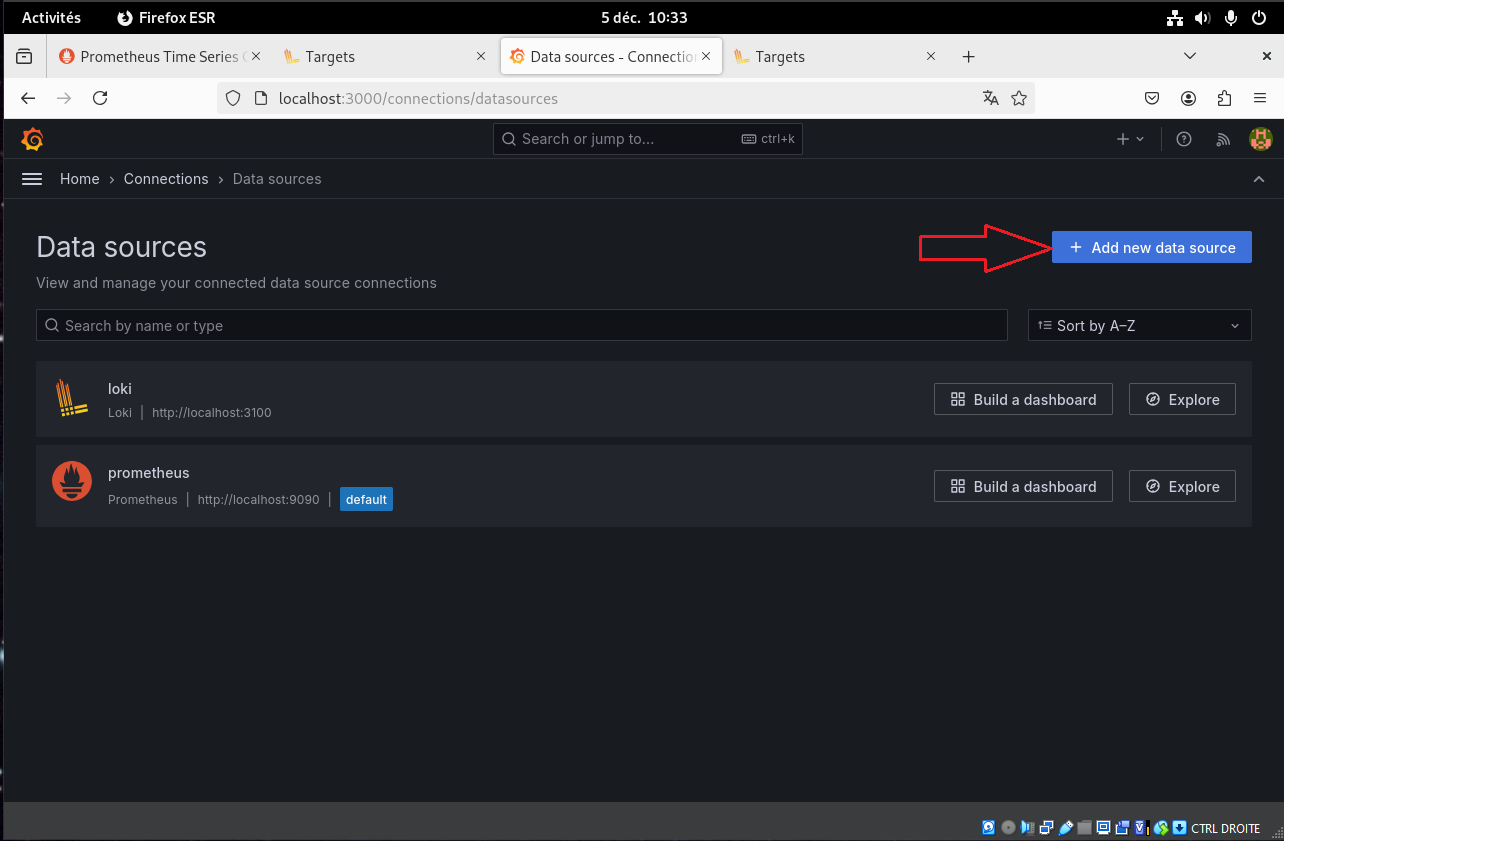 Activités Firefox ESR 5 déc. 10:33
Prometheus Time Series Targets Data sources - Connection Targets
localhost:3000/connections/datasources
Search or jump to... ctrl+k
Home › Connections › Data sources
Data sources
+ Add new data source
View and manage your connected data source connections
Search by name or type
Sort by A–Z
loki
Loki | http://localhost:3100
Build a dashboard
Explore
prometheus
Prometheus | http://localhost:9090 | default
Build a dashboard
Explore
CTRL DROITE